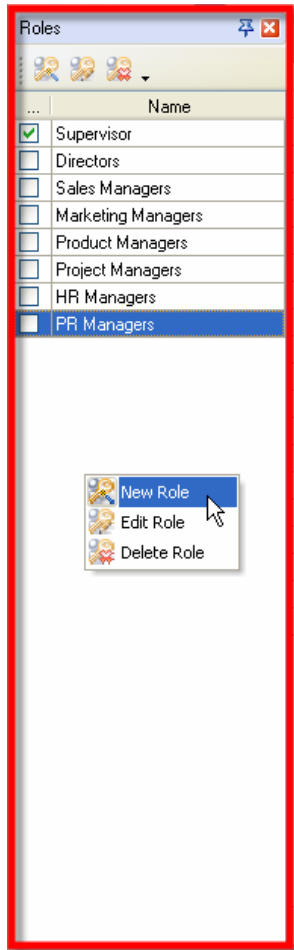 Roles
... Name
Supervisor
Directors
Sales Managers
Marketing Managers
Product Managers
Project Managers
HR Managers
PR Managers
New Role
Edit Role
Delete Role